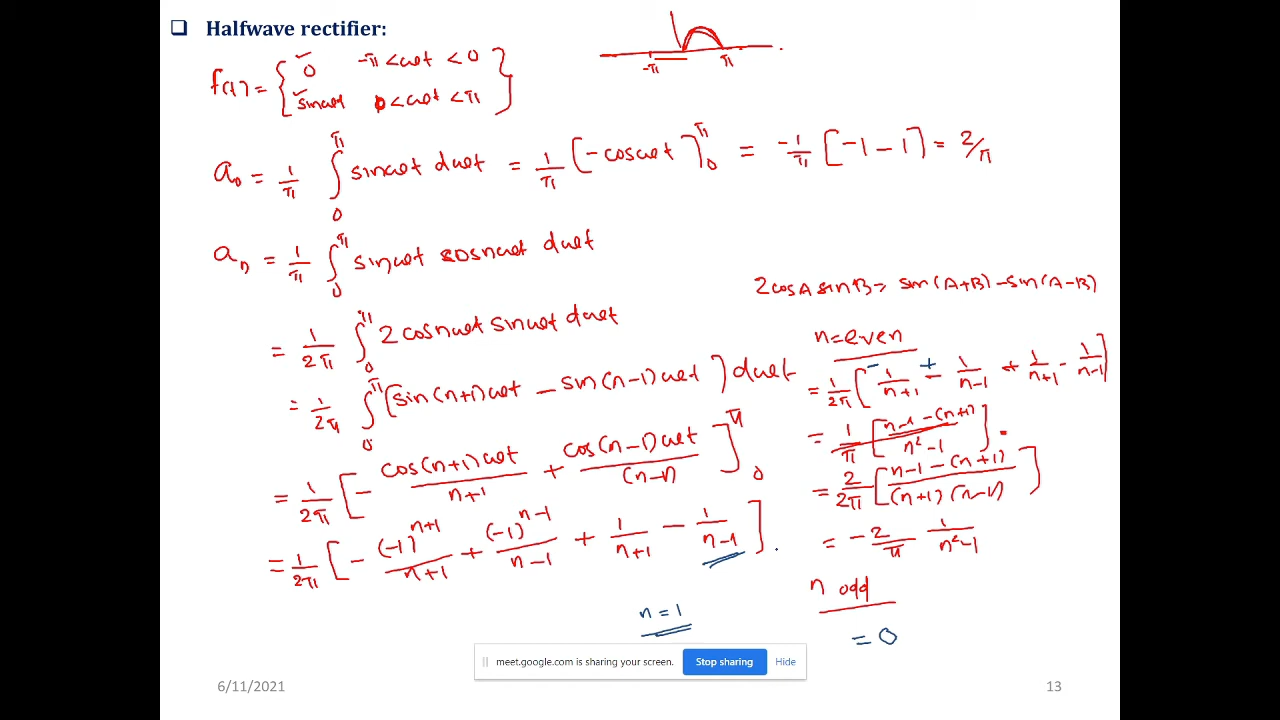 ❑ Halfwave rectifier:
f(t) = { 0 -π < ωt < 0
sinωt 0 < ωt < π }
-π π
a₀ = 1/π ∫₀^π sinωt dωt = 1/π [-cosωt]₀^π = -1/π [-1-1] = 2/π
aₙ = 1/π ∫₀^π sinωt cosnωt dωt
2cosA sinB = sin(A+B) - sin(A-B)
= 1/2π ∫₀^π 2 cosnωt sinωt dωt
= 1/2π ∫₀^π [sin(n+1)ωt - sin(n-1)ωt] dωt
= 1/2π [- cos(n+1)ωt/n+1 + cos(n-1)ωt/(n-1)]₀^π
= 1/2π [- (-1)^n+1/n+1 + (-1)^n-1/n-1 + 1/n+1 - 1/n-1].
n = 1
n=even
= 1/2π [- 1/n+1 + - 1/n-1 + 1/n+1 - 1/n-1]
= 1/π [n-1-(n+1)/n²-1].
= 2/2π [n-1-(n+1)/(n+1)(n-1)]
= -2/π 1/n²-1
n odd
= 0
meet.google.com is sharing your screen. Stop sharing Hide
6/11/2021 13